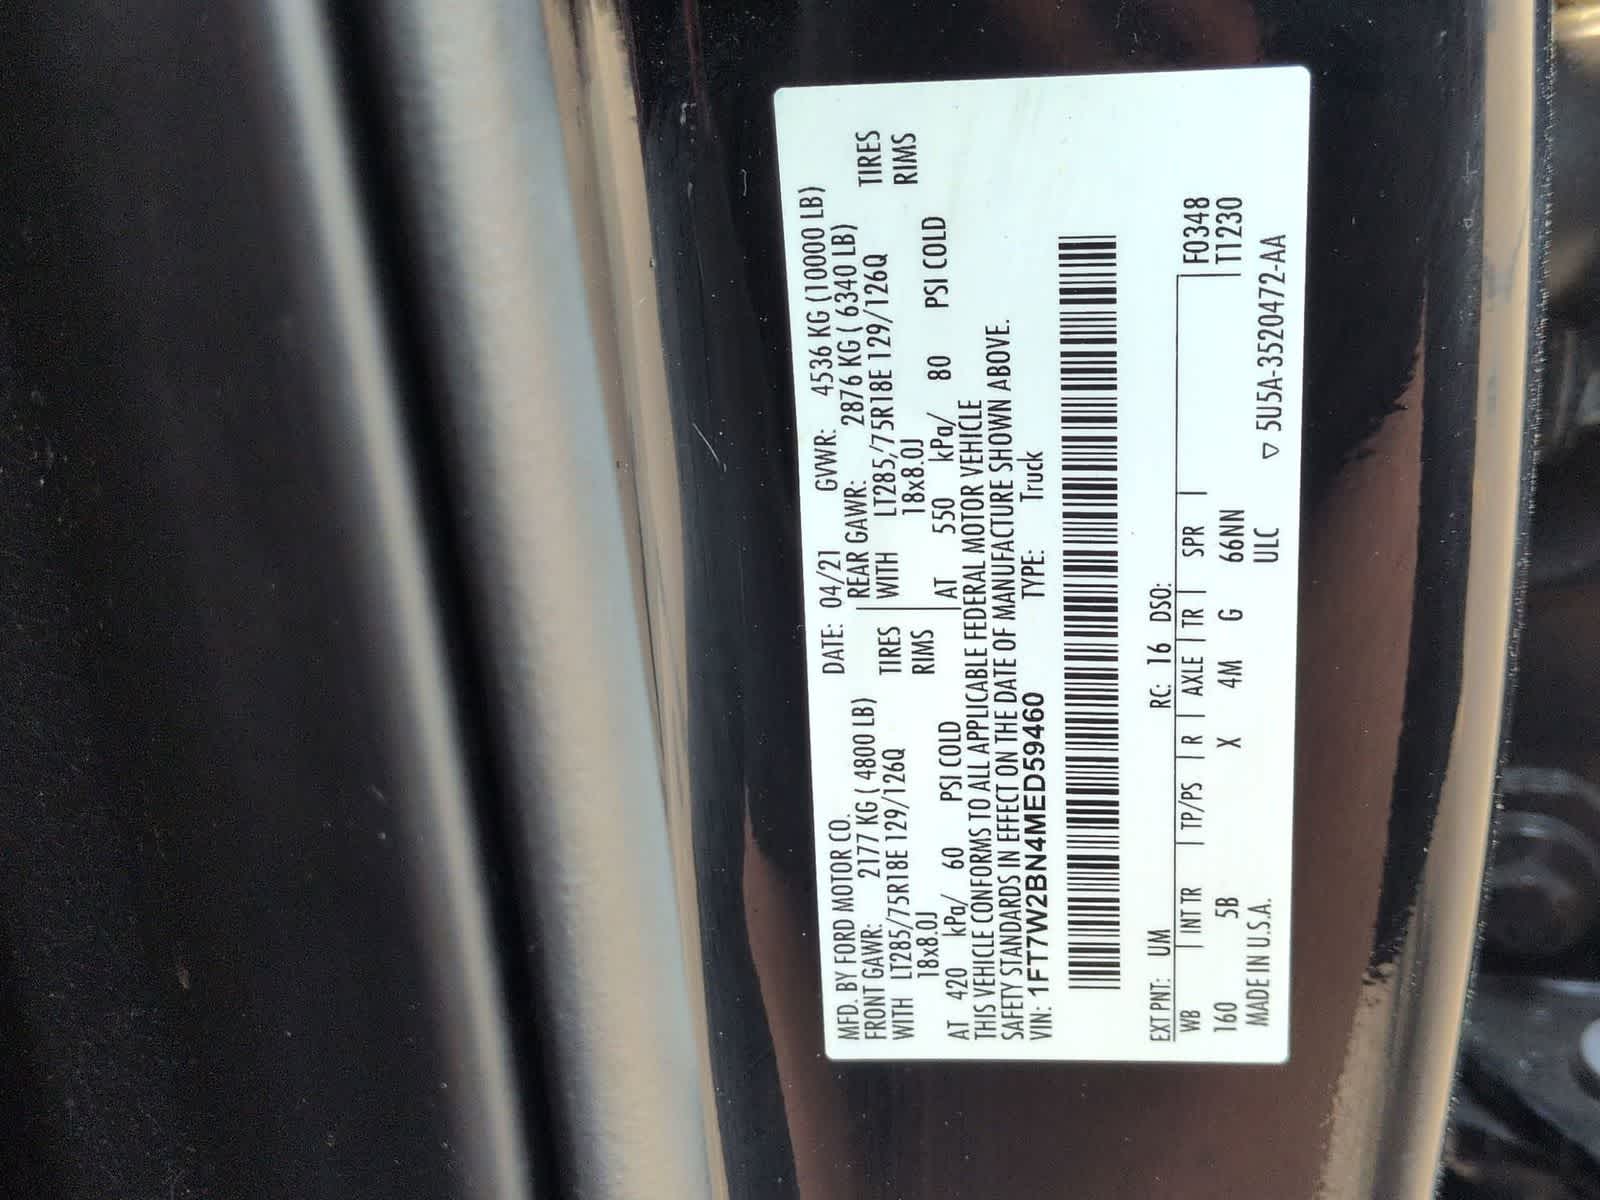 MFD. BY FORD MOTOR CO. DATE: 04/21 GVWR: 4536 KG (10000 LB)
FRONT GAWR: 2177 KG ( 4800 LB) REAR GAWR: 2876 KG ( 6340 LB)
WITH LT285/75R18E 129/126Q TIRES WITH LT285/75R18E 129/126Q TIRES
18x8.0J RIMS 18x8.0J RIMS
AT 420 kPa/ 60 PSI COLD AT 550 kPa/ 80 PSI COLD
THIS VEHICLE CONFORMS TO ALL APPLICABLE FEDERAL MOTOR VEHICLE
SAFETY STANDARDS IN EFFECT ON THE DATE OF MANUFACTURE SHOWN ABOVE.
VIN: 1FT7W2BN4MED59460 TYPE: Truck
EXT PNT: UM RC: 16 DSO:
WB INT TR TP/PS R AXLE TR SPR F0348
160 5B X 4M G 66NN T1230
MADE IN U.S.A. ULC ▽ 5U5A-3520472-AA